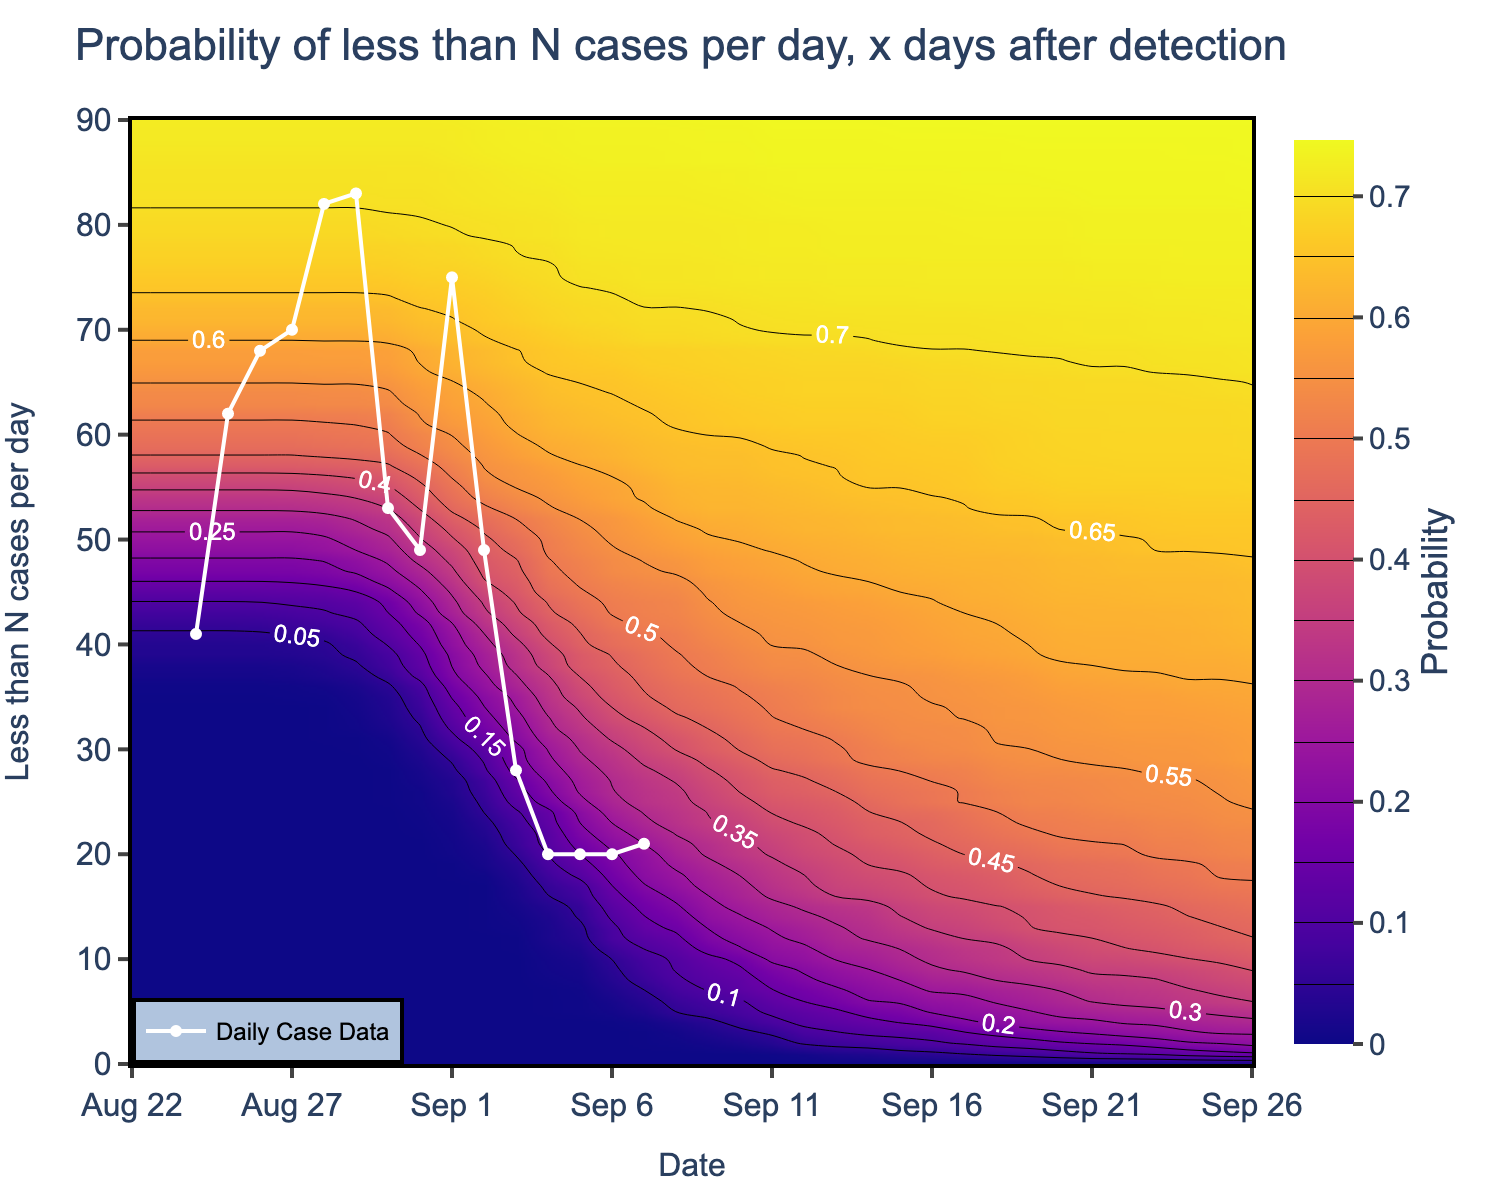 Probability of less than N cases per day, x days after detection
90
80
70
60
50
40
30
20
10
0
Less than N cases per day
0.6
0.4
0.25
0.05
0.15
0.7
0.65
0.5
0.55
0.35
0.45
0.1
0.2
0.3
Daily Case Data
Aug 22
Aug 27
Sep 1
Sep 6
Sep 11
Sep 16
Sep 21
Sep 26
Date
0.7
0.6
0.5
0.4
0.3
0.2
0.1
0
Probability